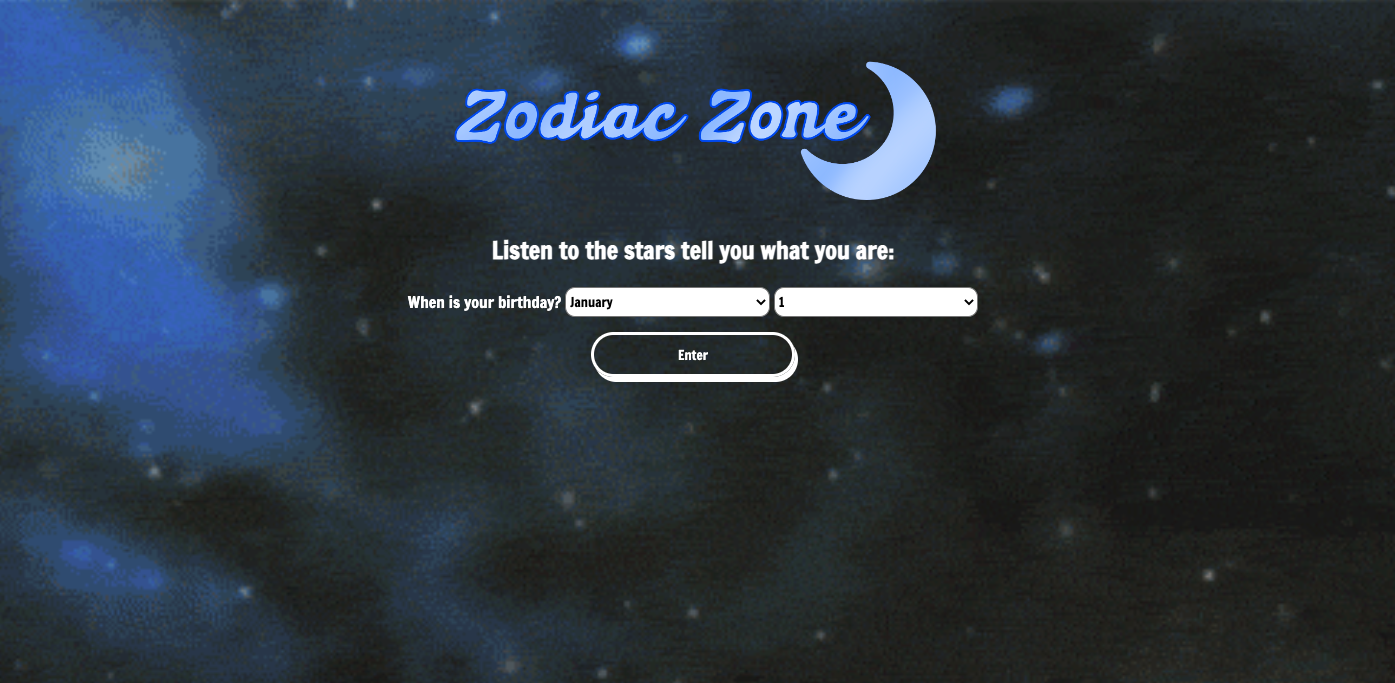 Zodiac Zone
Listen to the stars tell you what you are:
When is your birthday? January 1
Enter